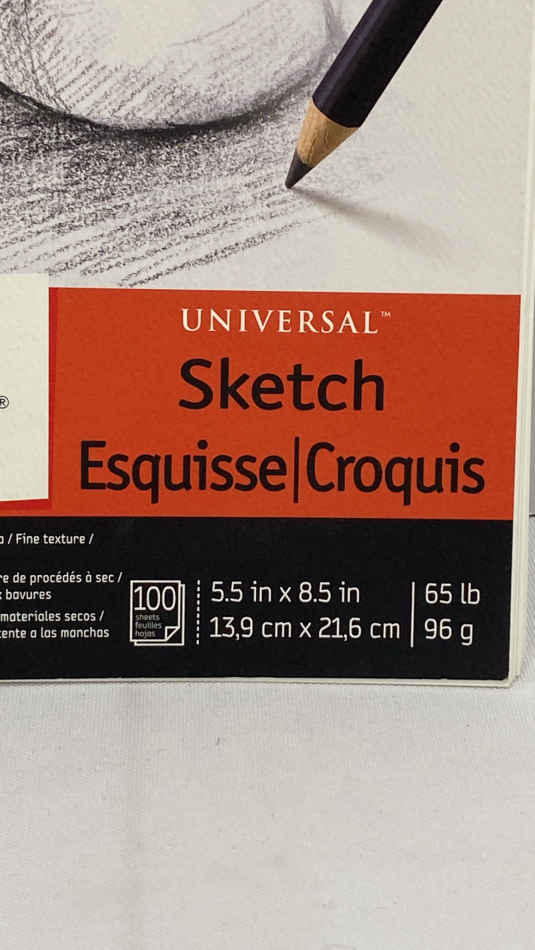 UNIVERSAL™
Sketch
Esquisse|Croquis
®
/ Fine texture /
de procédés à sec /
bavures
materiales secos /
a las manchas
100
sheets
feuilles
hojas
5.5 in x 8.5 in
13,9 cm x 21,6 cm
65 lb
96 g